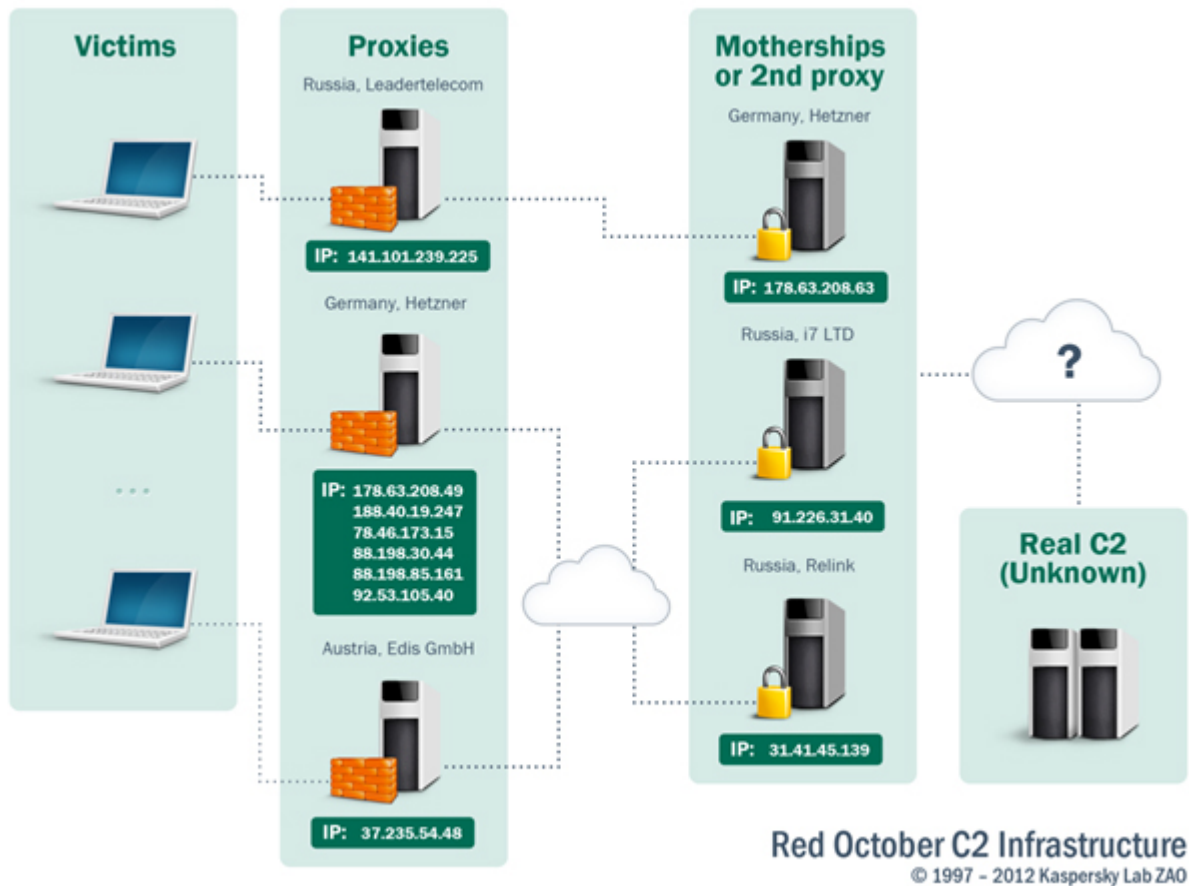 Victims
Proxies
Russia, Leadertelecom
IP: 141.101.239.225
Germany, Hetzner
IP: 178.63.208.49
188.40.19.247
78.46.173.15
88.198.30.44
88.198.85.161
92.53.105.40
Austria, Edis GmbH
IP: 37.235.54.48
Motherships
or 2nd proxy
Germany, Hetzner
IP: 178.63.208.63
Russia, i7 LTD
IP: 91.226.31.40
Russia, Relink
IP: 31.41.45.139
?
Real C2
(Unknown)
Red October C2 Infrastructure
© 1997 – 2012 Kaspersky Lab ZAO